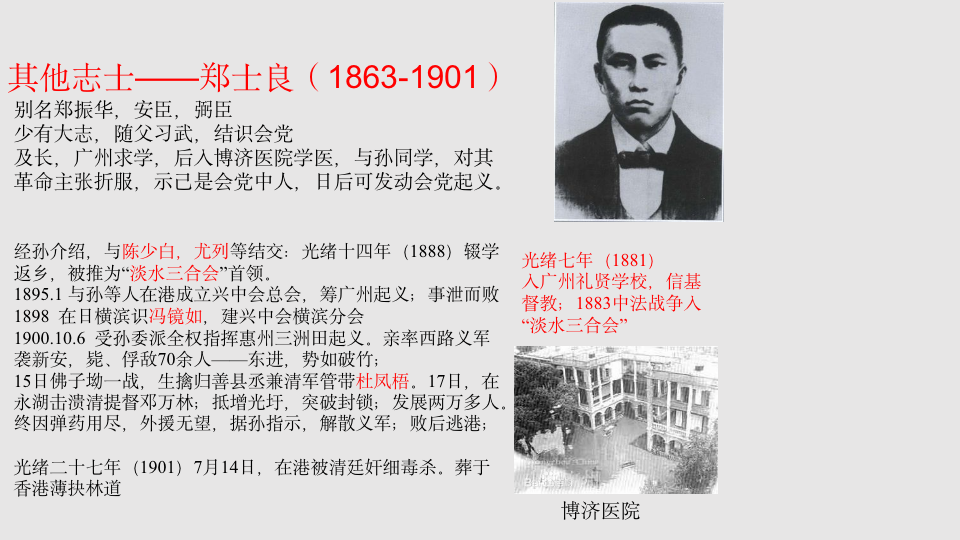 其他志士——郑士良（1863-1901）
别名郑振华，安臣，弼臣
少有大志，随父习武，结识会党
及长，广州求学，后入博济医院学医，与孙同学，对其
革命主张折服，示己是会党中人，日后可发动会党起义。
经孙介绍，与陈少白，尤列等结交：光绪十四年（1888）辍学
返乡，被推为“淡水三合会”首领。
1895.1 与孙等人在港成立兴中会总会，筹广州起义；事泄而败
1898 在日横滨识冯镜如，建兴中会横滨分会
1900.10.6 受孙委派全权指挥惠州三洲田起义。亲率西路义军
袭新安，毙、俘敌70余人——东进，势如破竹；
15日佛子坳一战，生擒归善县丞兼清军管带杜凤梧。17日，在
永湖击溃清提督邓万林；抵增光圩，突破封锁；发展两万多人。
终因弹药用尽，外援无望，据孙指示，解散义军；败后逃港；
光绪二十七年（1901）7月14日，在港被清廷奸细毒杀。葬于
香港薄扶林道
光绪七年（1881）
入广州礼贤学校，信基
督教；1883中法战争入
“淡水三合会”
博济医院